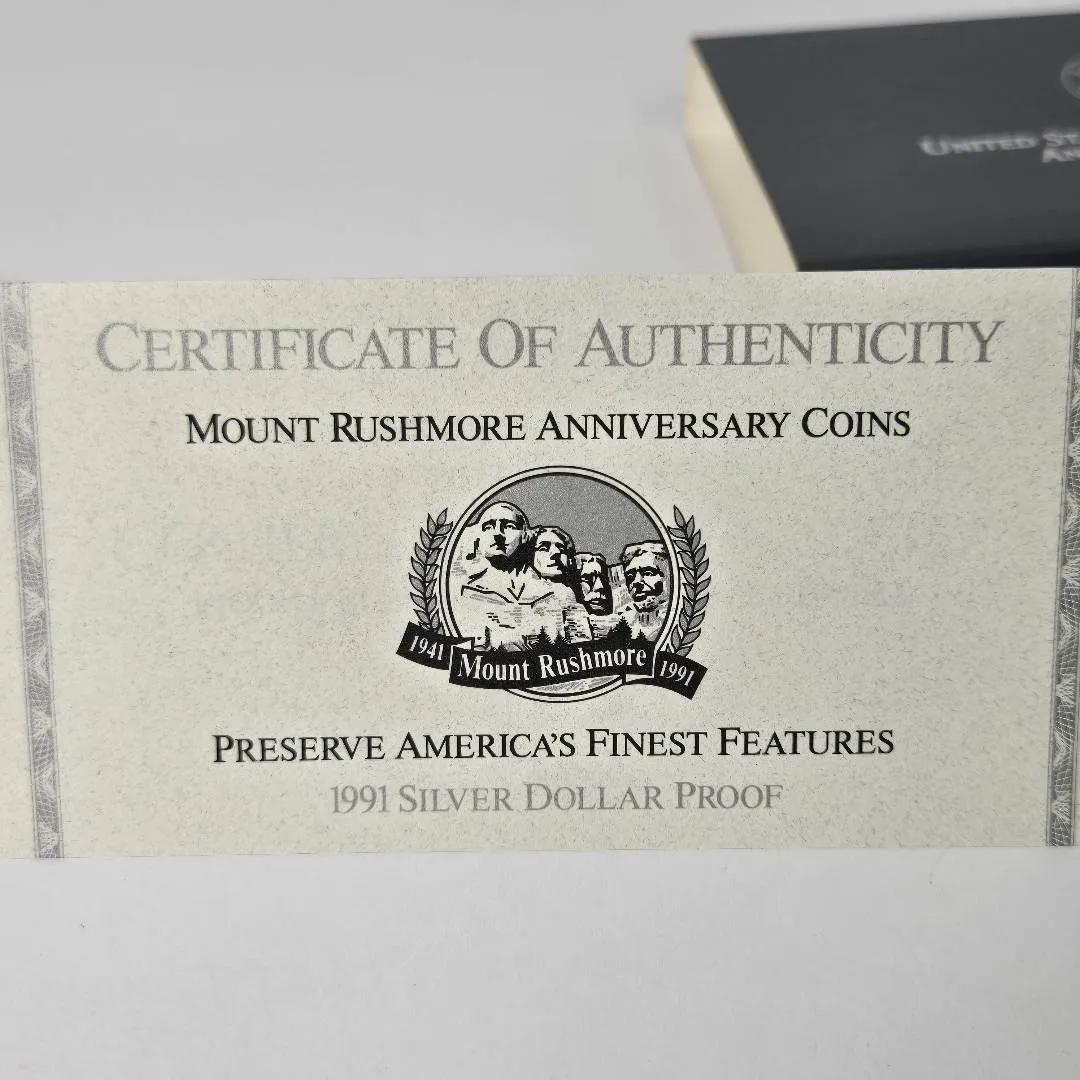 UNITED
CERTIFICATE OF AUTHENTICITY
MOUNT RUSHMORE ANNIVERSARY COINS
1941 Mount Rushmore 1991
PRESERVE AMERICA'S FINEST FEATURES
1991 SILVER DOLLAR PROOF